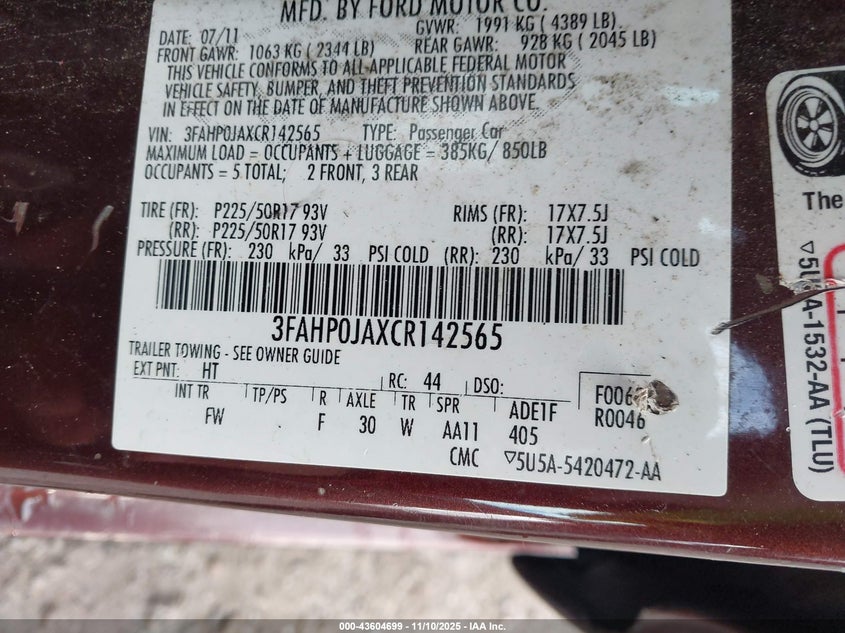 MFD. BY FORD MOTOR CO.
DATE: 07/11 GVWR: 1991 KG ( 4389 LB)
FRONT GAWR: 1063 KG ( 2344 LB) REAR GAWR: 928 KG ( 2045 LB)
THIS VEHICLE CONFORMS TO ALL APPLICABLE FEDERAL MOTOR
VEHICLE SAFETY, BUMPER, AND THEFT PREVENTION STANDARDS
IN EFFECT ON THE DATE OF MANUFACTURE SHOWN ABOVE.
VIN: 3FAHP0JAXCR142565 TYPE: Passenger Car
MAXIMUM LOAD = OCCUPANTS + LUGGAGE = 385KG/ 850LB
OCCUPANTS = 5 TOTAL; 2 FRONT, 3 REAR
TIRE (FR): P225/50R17 93V RIMS (FR): 17X7.5J
(RR): P225/50R17 93V (RR): 17X7.5J
PRESSURE (FR): 230 kPa/ 33 PSI COLD (RR): 230 kPa/ 33 PSI COLD
3FAHP0JAXCR142565
TRAILER TOWING - SEE OWNER GUIDE
EXT PNT: HT RC: 44 DSO:
INT TR TP/PS R AXLE TR SPR ADE1F
FW F 30 W AA11 405
CMC ▽5U5A-5420472-AA
F006
R0046
The
▽5U5A-1532-AA (TLU)
000-43604699 - 11/10/2025 - IAA Inc.